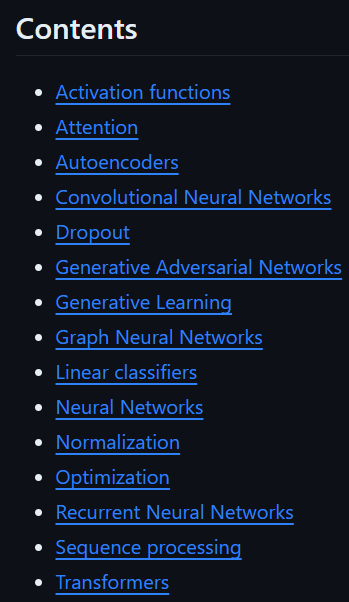 Contents
Activation functions
Attention
Autoencoders
Convolutional Neural Networks
Dropout
Generative Adversarial Networks
Generative Learning
Graph Neural Networks
Linear classifiers
Neural Networks
Normalization
Optimization
Recurrent Neural Networks
Sequence processing
Transformers